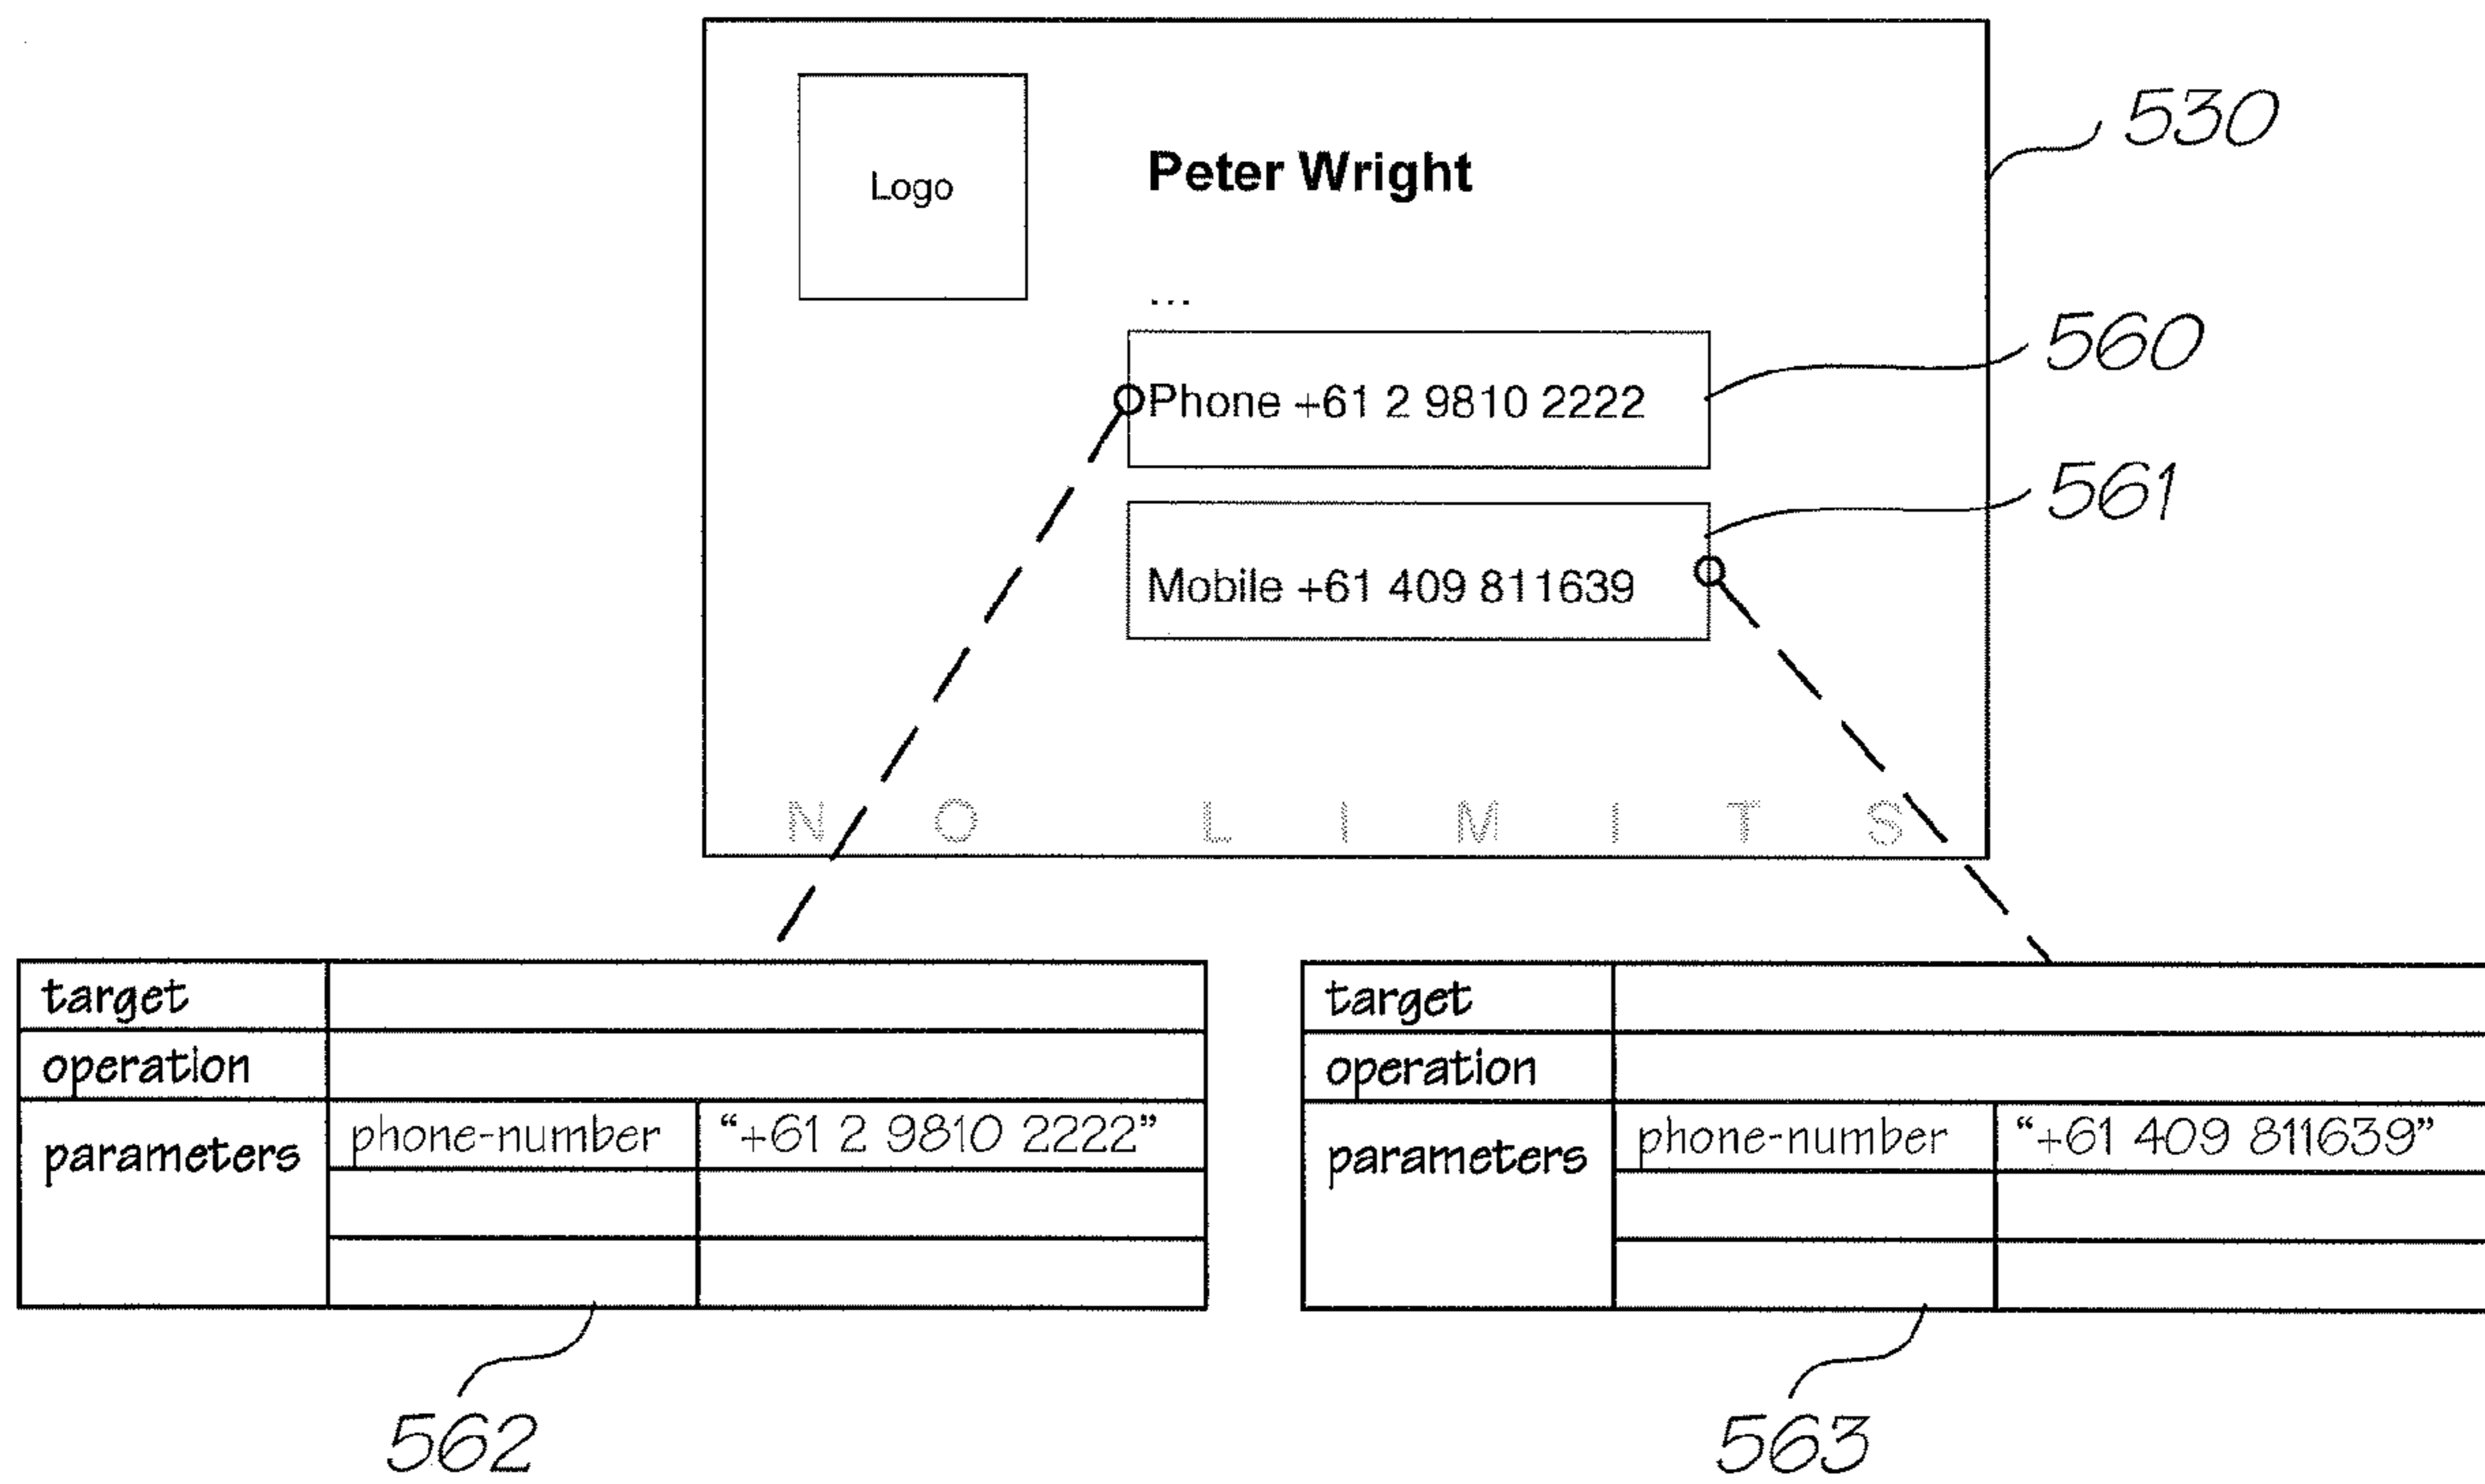 530
Logo
Peter Wright
...
560
Phone +61 2 9810 2222
561
Mobile +61 409 811639
N O L I M I T S
target
operation
parameters phone-number “+61 2 9810 2222”
562
target
operation
parameters phone-number “+61 409 811639”
563